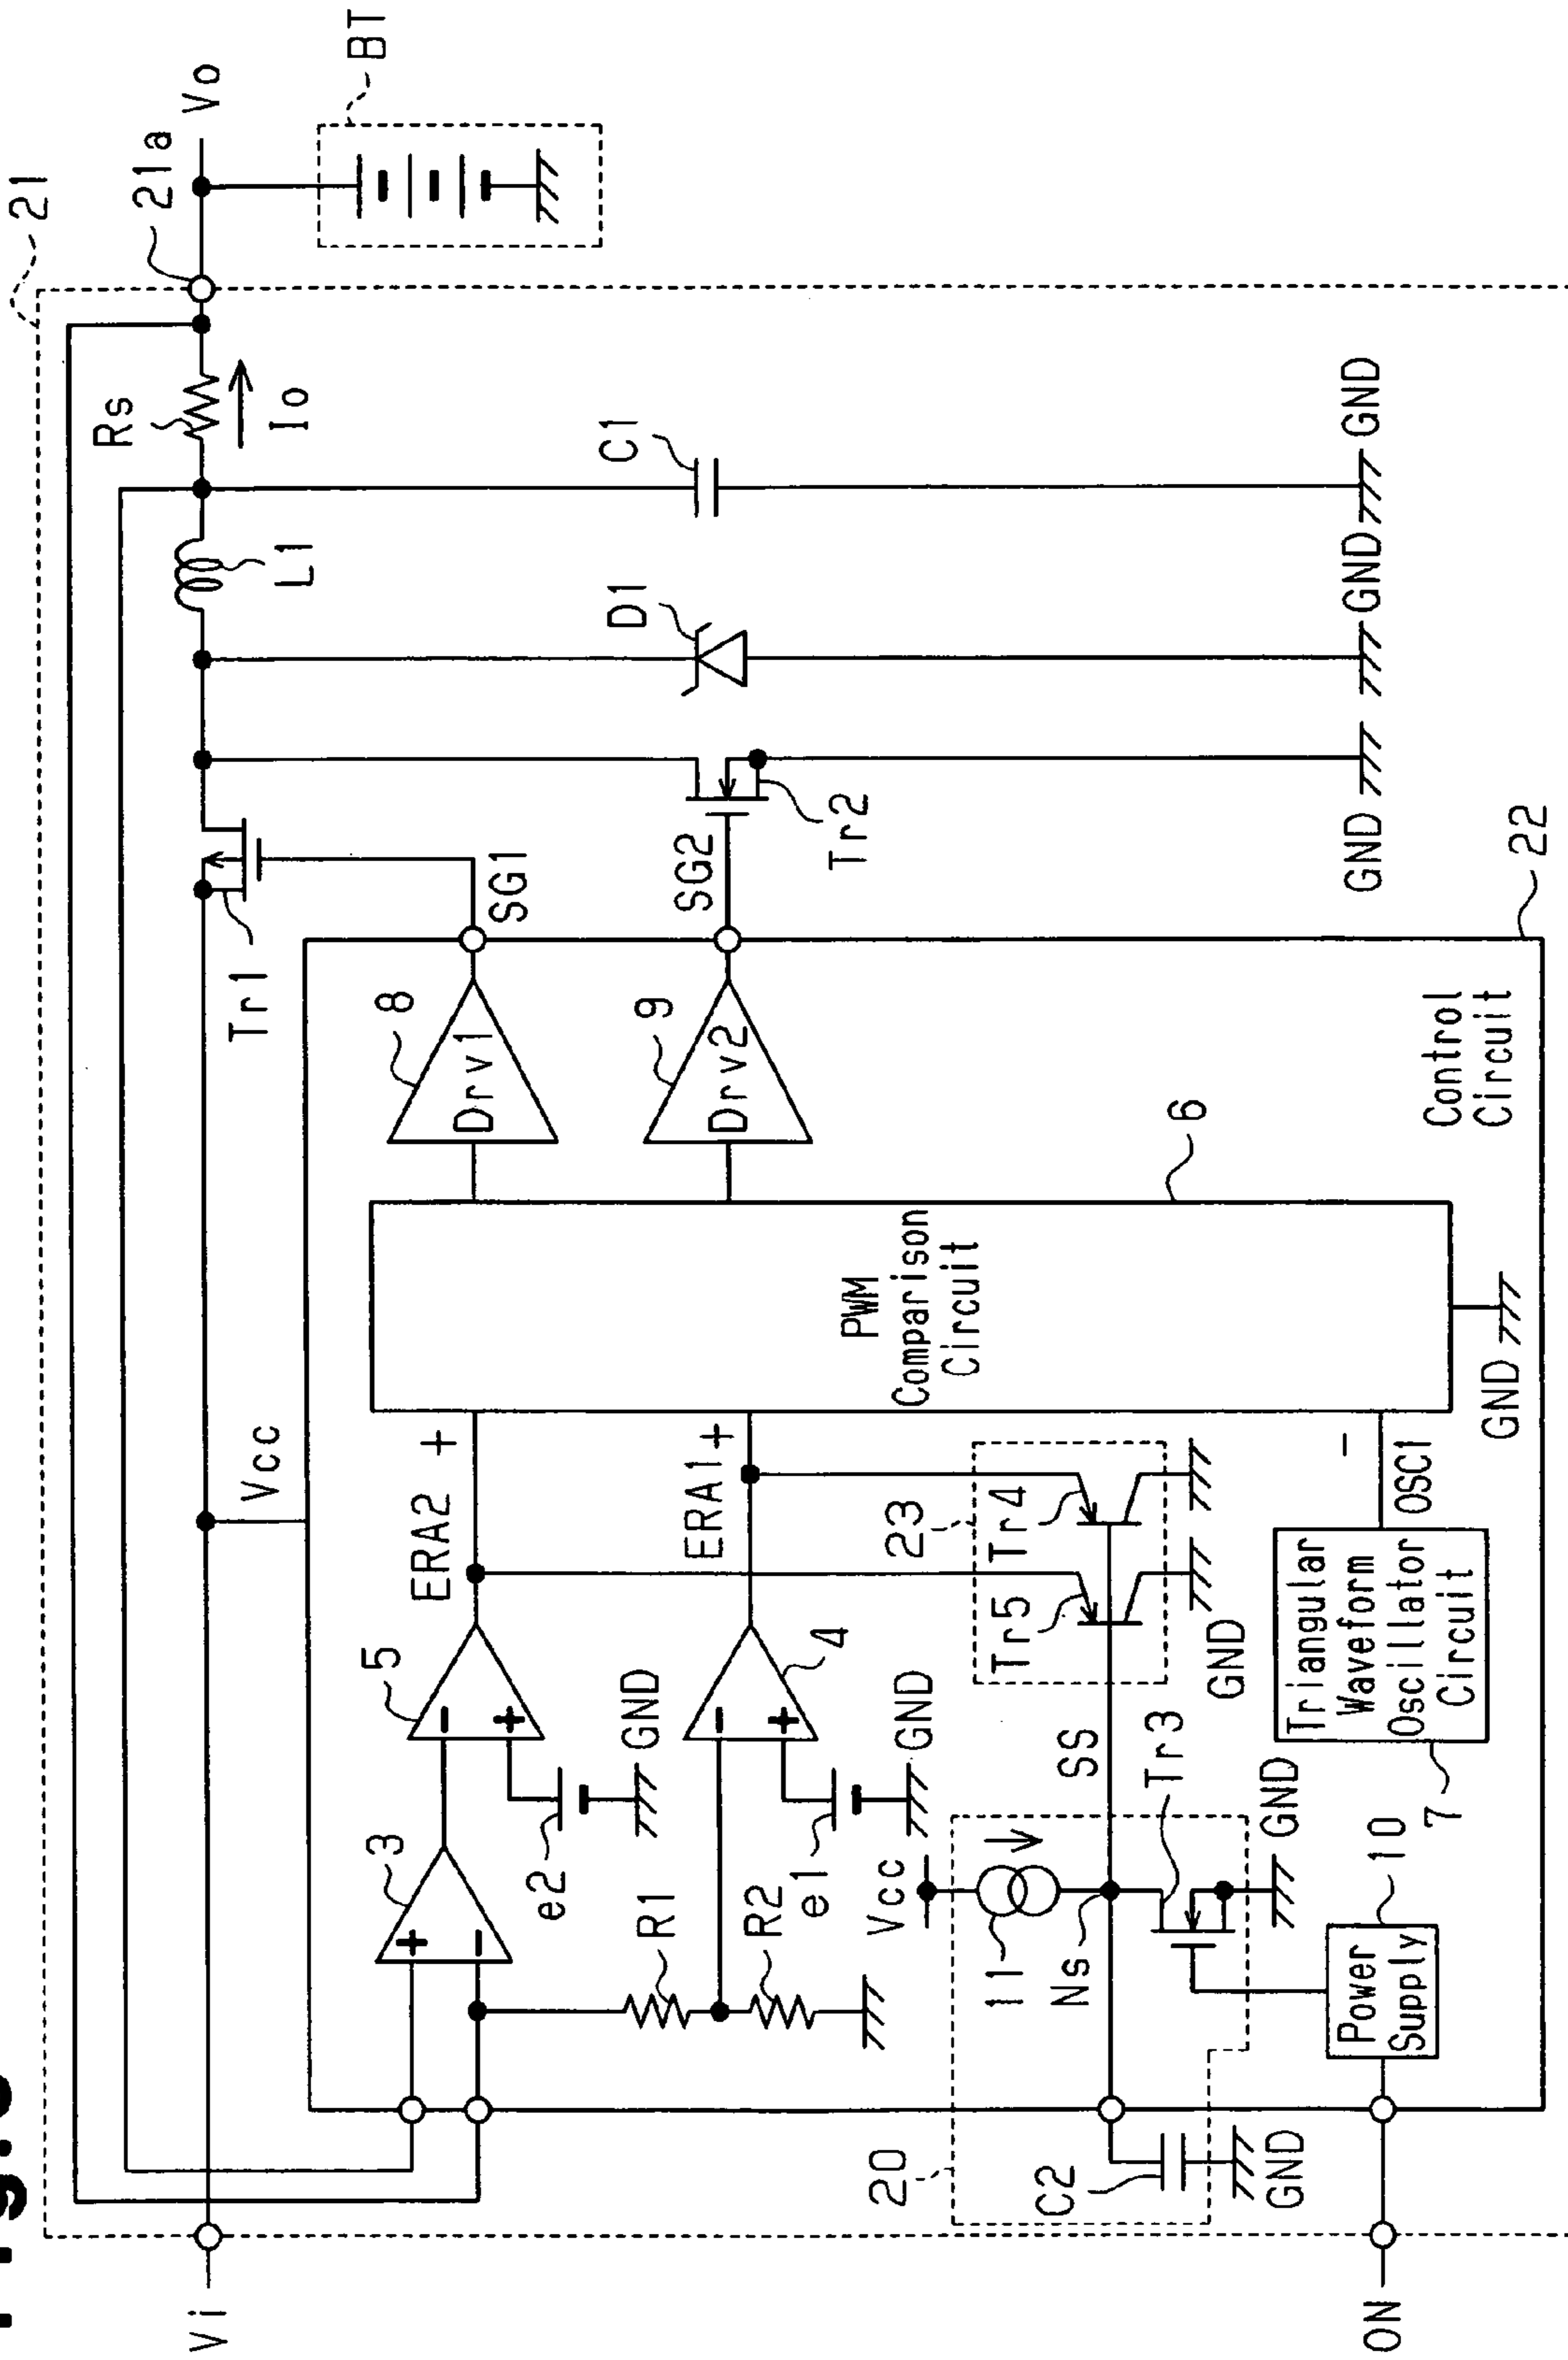 21
21a
Vo
BT
Rs
Io
L1
C1
D1
GND
GND
GND
Tr1
Tr2
SG1
SG2
22
Vcc
8
Drv1
9
Drv2
Control
Circuit
6
PWM
Comparison
Circuit
GND
ERA2
+
ERA1
+
-
OSC1
5
-
+
4
-
+
3
+
-
e2
GND
e1
GND
R1
R2
23
Tr4
Tr5
GND
SS
Tr3
GND
Vcc
11
Ns
10
Power
Supply
Triangular
Waveform
Oscillator
Circuit
7
20
C2
GND
Vi
ON